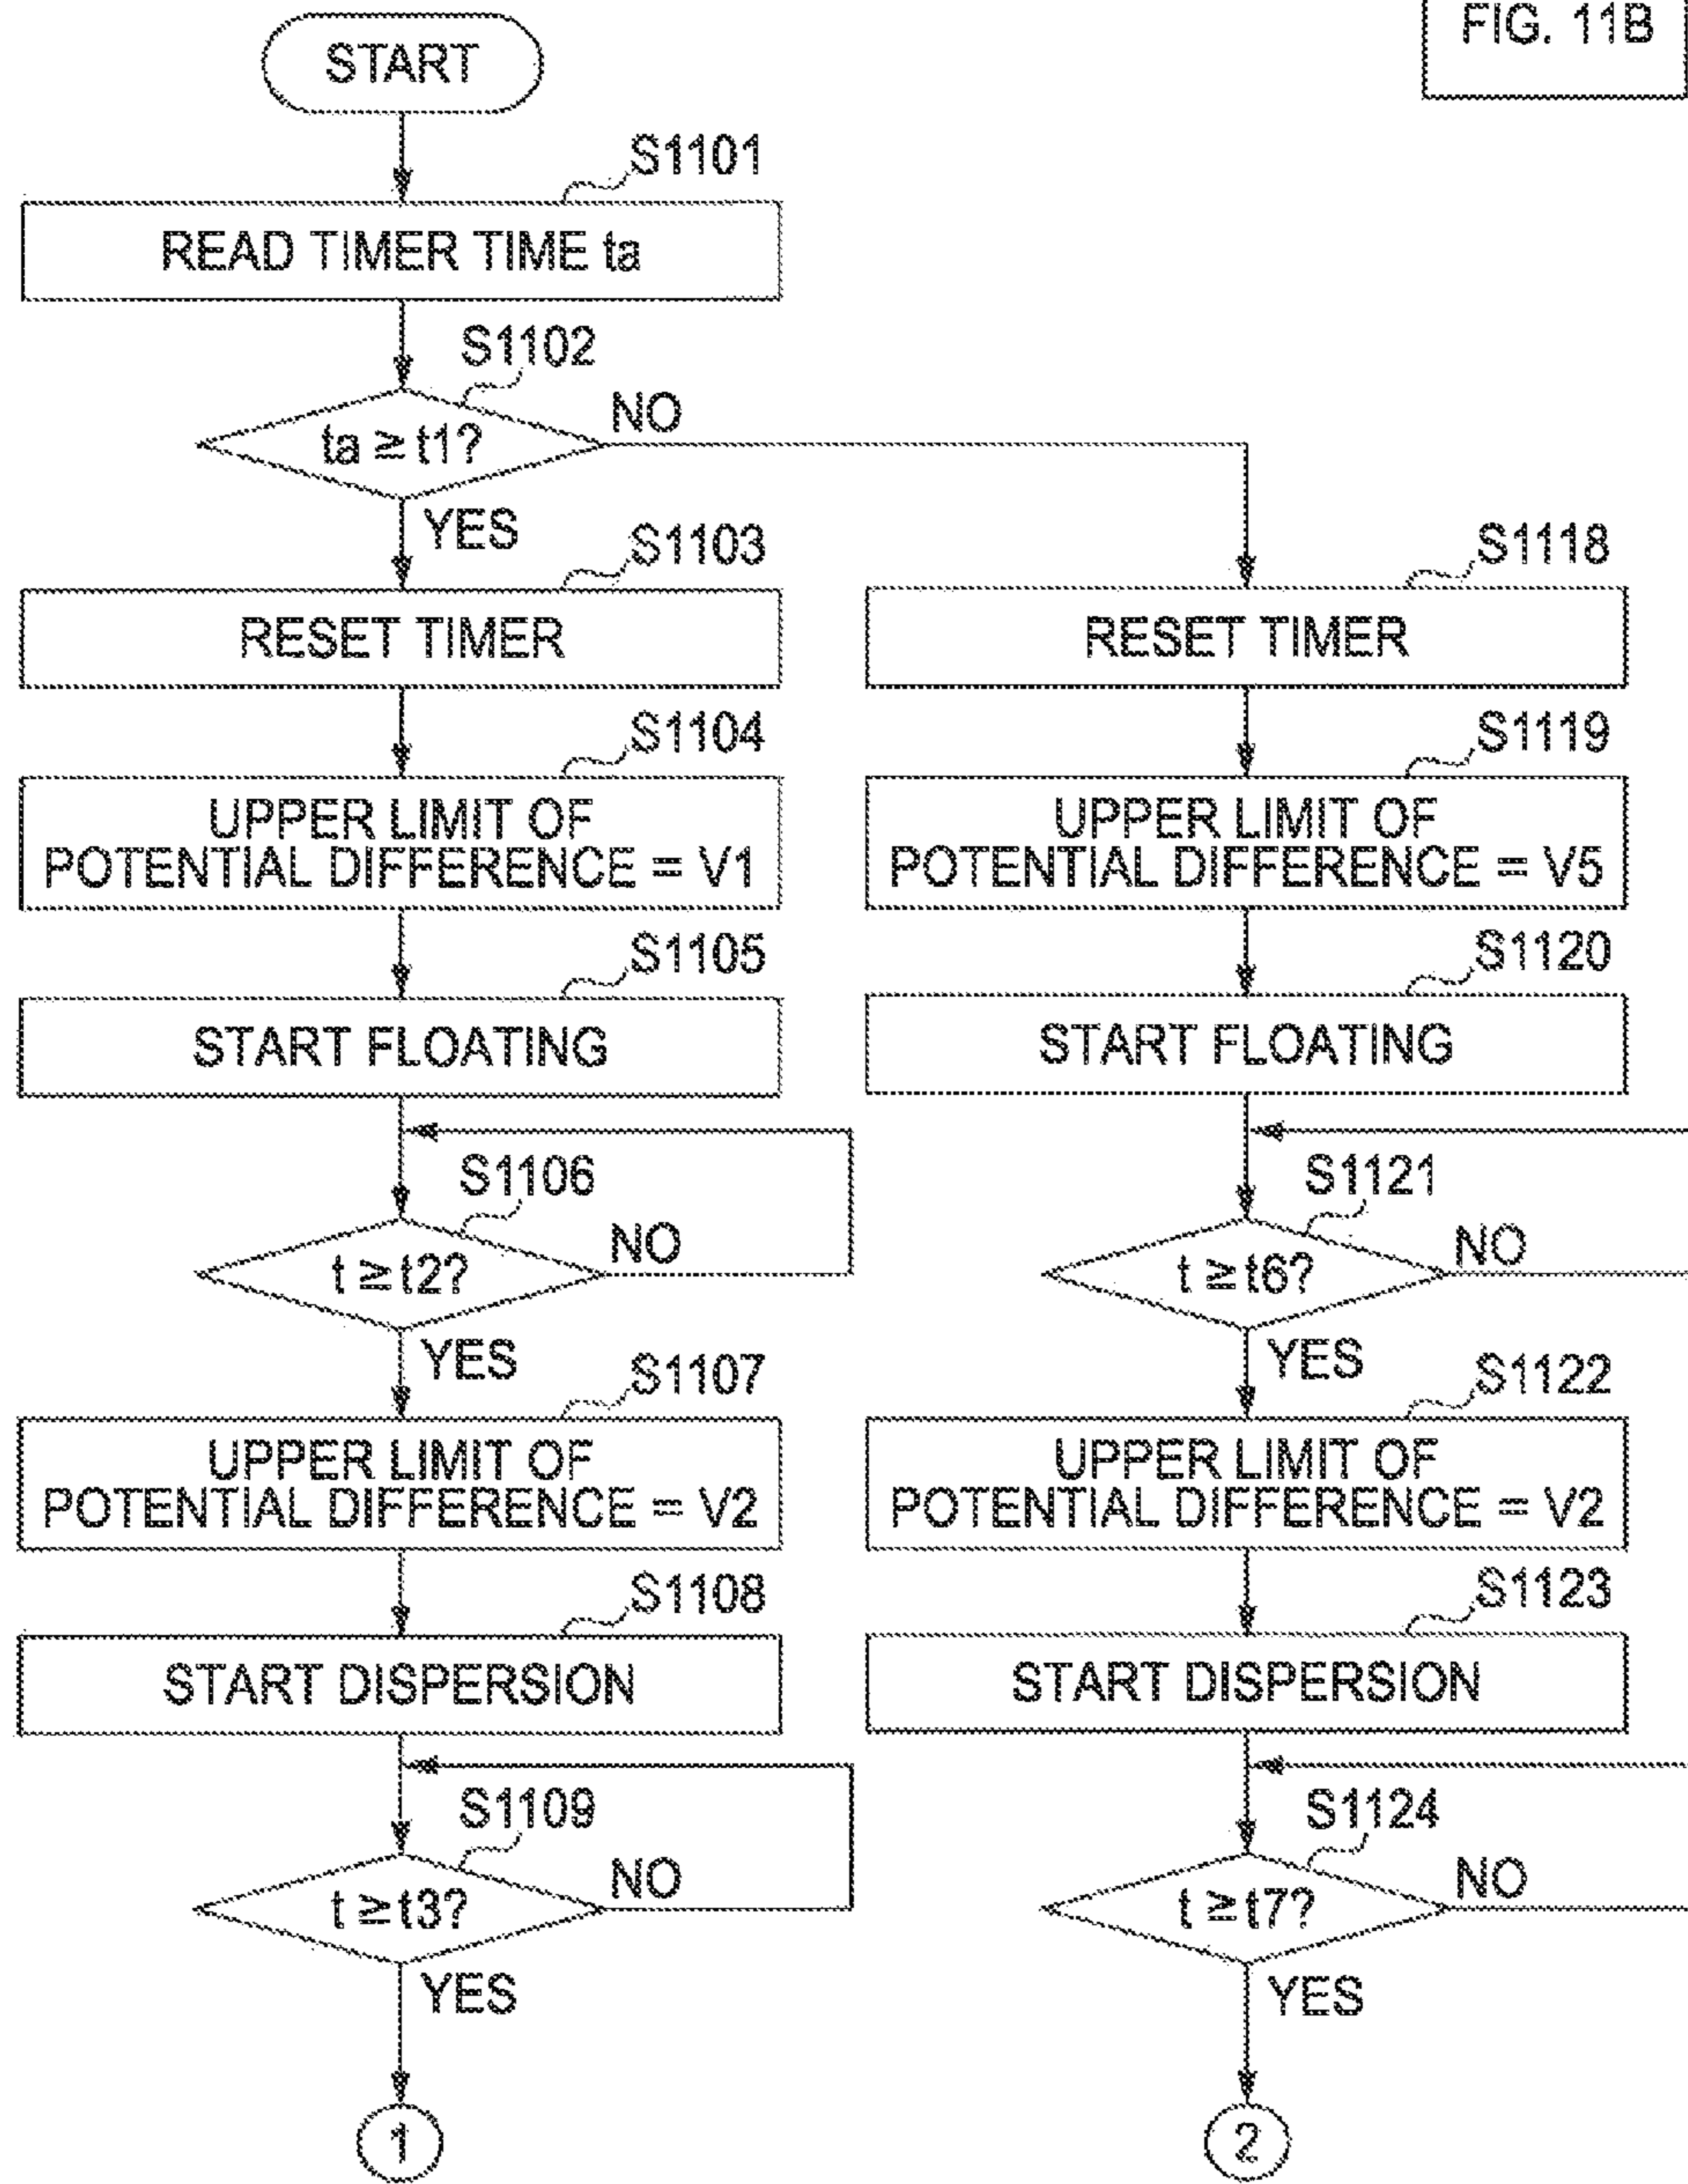 FIG. 11B
START
S1101
READ TIMER TIME ta
S1102
ta ≧ t1?
NO
YES
S1103
RESET TIMER
S1104
UPPER LIMIT OF
POTENTIAL DIFFERENCE = V1
S1105
START FLOATING
S1106
t ≧ t2?
NO
YES
S1107
UPPER LIMIT OF
POTENTIAL DIFFERENCE = V2
S1108
START DISPERSION
S1109
t ≧ t3?
NO
YES
1
S1118
RESET TIMER
S1119
UPPER LIMIT OF
POTENTIAL DIFFERENCE = V5
S1120
START FLOATING
S1121
t ≧ t6?
NO
YES
S1122
UPPER LIMIT OF
POTENTIAL DIFFERENCE = V2
S1123
START DISPERSION
S1124
t ≧ t7?
NO
YES
2